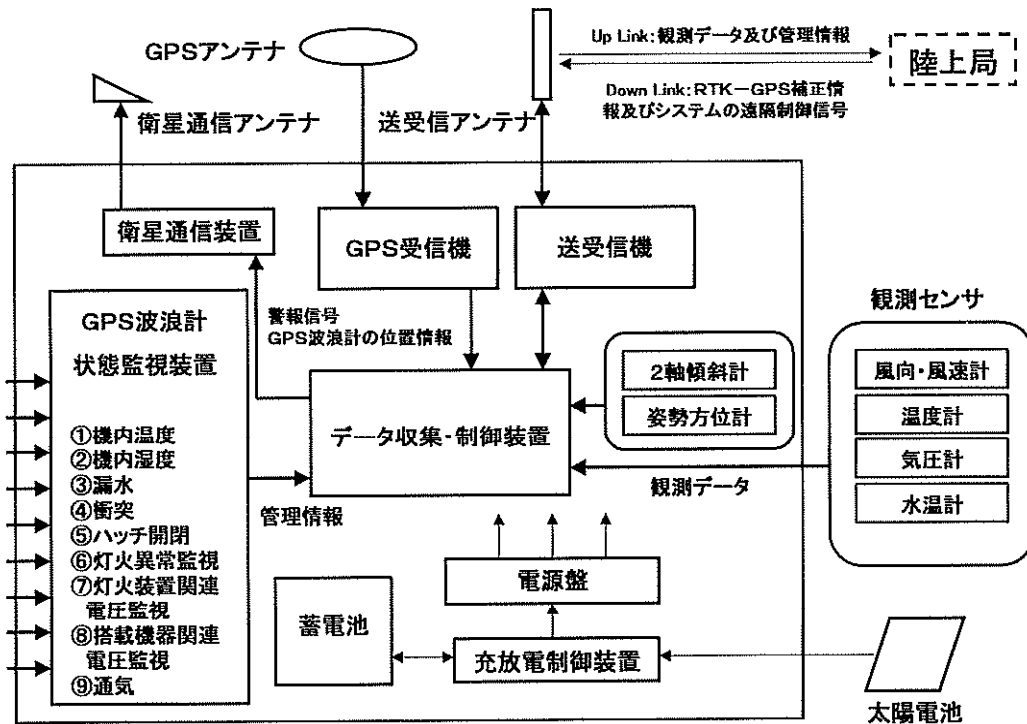 GPSアンテナ
Up Link:観測データ及び管理情報
陸上局
Down Link:RTK－GPS補正情
報及びシステムの遠隔制御信号
衛星通信アンテナ
送受信アンテナ
衛星通信装置
GPS受信機
送受信機
観測センサ
GPS波浪計
状態監視装置
①機内温度
②機内湿度
③漏水
④衝突
⑤ハッチ開閉
⑥灯火異常監視
⑦灯火装置関連
電圧監視
⑧搭載機器関連
電圧監視
⑨通気
警報信号
GPS波浪計の位置情報
2軸傾斜計
姿勢方位計
風向・風速計
温度計
気圧計
水温計
データ収集・制御装置
観測データ
管理情報
電源盤
蓄電池
充放電制御装置
太陽電池